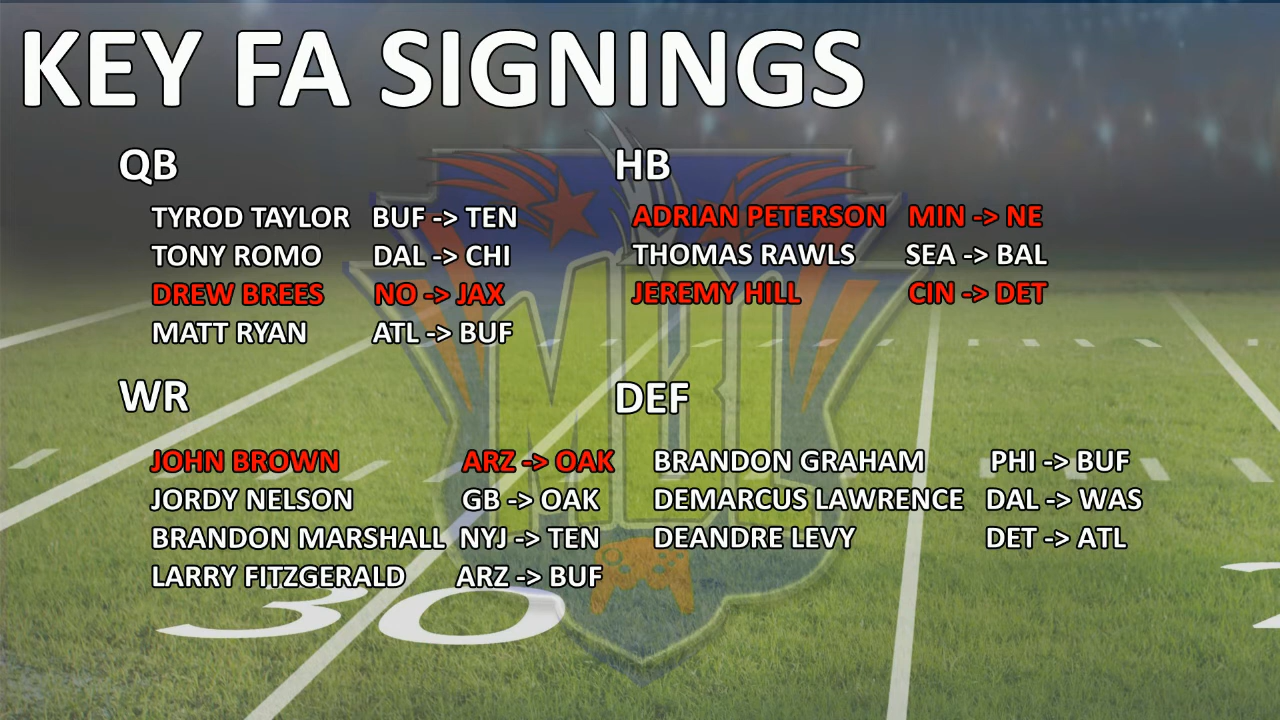 KEY FA SIGNINGS
QB
TYROD TAYLOR BUF -> TEN
TONY ROMO DAL -> CHI
DREW BREES NO -> JAX
MATT RYAN ATL -> BUF
HB
ADRIAN PETERSON MIN -> NE
THOMAS RAWLS SEA -> BAL
JEREMY HILL CIN -> DET
WR
JOHN BROWN ARZ -> OAK
JORDY NELSON GB -> OAK
BRANDON MARSHALL NYJ -> TEN
LARRY FITZGERALD ARZ -> BUF
DEF
BRANDON GRAHAM PHI -> BUF
DEMARCUS LAWRENCE DAL -> WAS
DEANDRE LEVY DET -> ATL
MBL
30